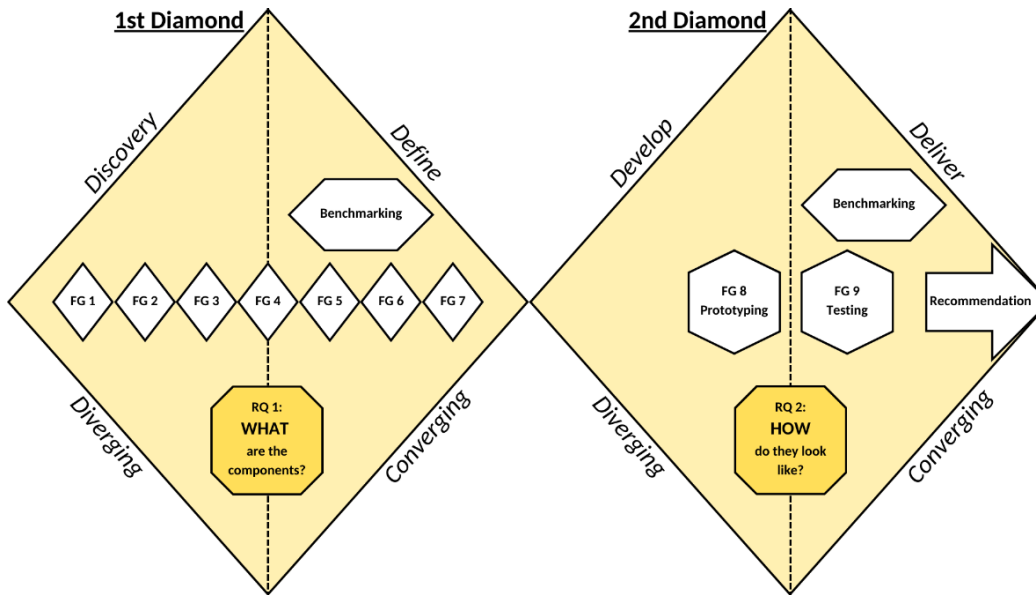 1st Diamond
Discovery
Define
Benchmarking
FG 1
FG 2
FG 3
FG 4
FG 5
FG 6
FG 7
RQ 1:
WHAT
are the
components?
Diverging
Converging
2nd Diamond
Develop
Deliver
Benchmarking
FG 8
Prototyping
FG 9
Testing
Recommendation
RQ 2:
HOW
do they look
like?
Diverging
Converging